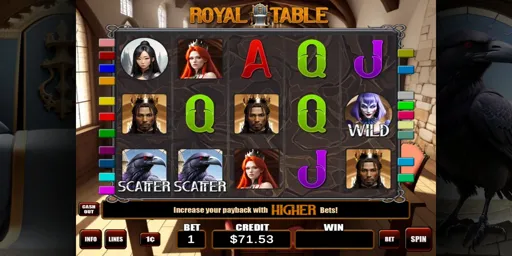 ROYAL TABLE
A Q J
Q Q WILD
SCATTER SCATTER J
CASH OUT
Increase your payback with HIGHER Bets!
BET CREDIT WIN
INFO LINES 1¢ 1 $71.53 BET SPIN